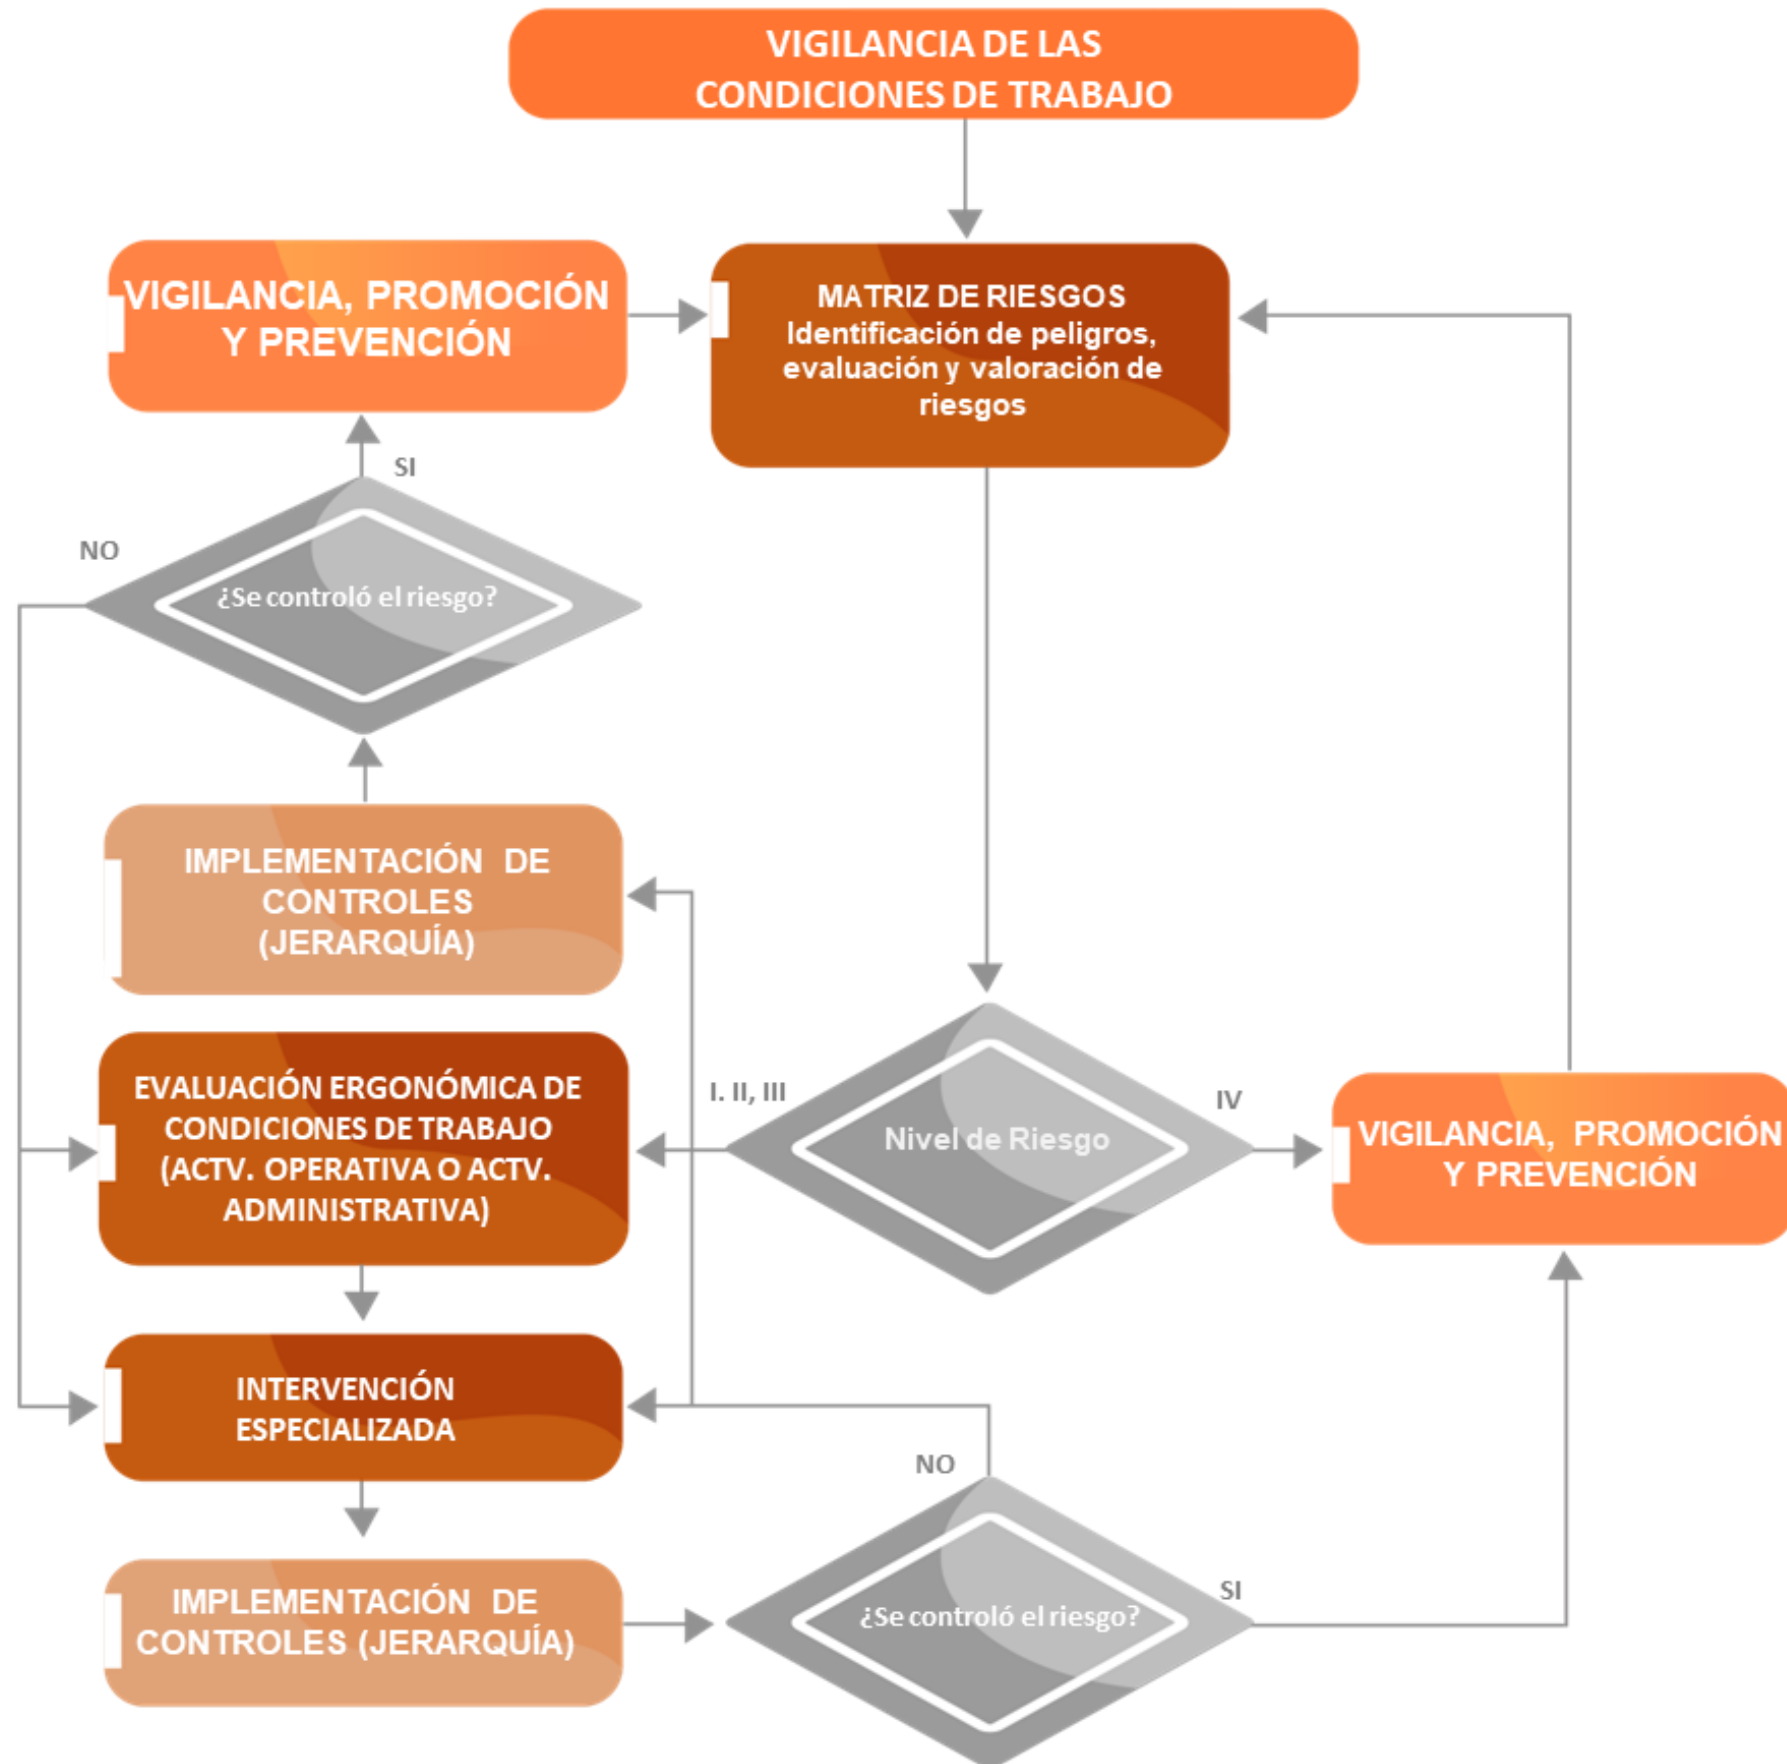 VIGILANCIA DE LAS
CONDICIONES DE TRABAJO
VIGILANCIA, PROMOCIÓN
Y PREVENCIÓN
MATRIZ DE RIESGOS
Identificación de peligros,
evaluación y valoración de
riesgos
SI
NO
¿Se controló el riesgo?
IMPLEMENTACIÓN DE
CONTROLES
(JERARQUÍA)
EVALUACIÓN ERGONÓMICA DE
CONDICIONES DE TRABAJO
(ACTV. OPERATIVA O ACTV.
ADMINISTRATIVA)
I. II, III
Nivel de Riesgo
IV
VIGILANCIA, PROMOCIÓN
Y PREVENCIÓN
INTERVENCIÓN
ESPECIALIZADA
NO
SI
¿Se controló el riesgo?
IMPLEMENTACIÓN DE
CONTROLES (JERARQUÍA)